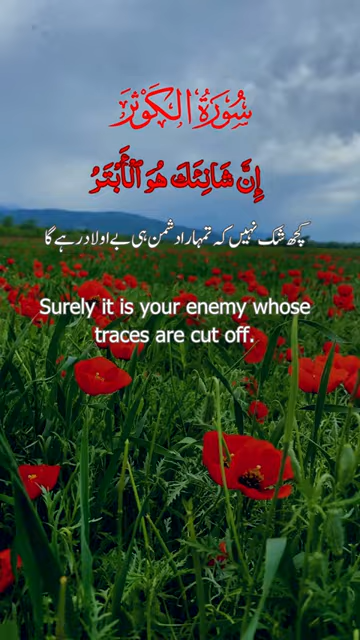 سُورَةُ الْكَوْثَرِ
إِنَّ شَانِئَكَ هُوَ ٱلْأَبْتَرُ
کچھ شک نہیں کہ تمہارا دشمن ہی بے اولاد رہے گا
Surely it is your enemy whose
traces are cut off.